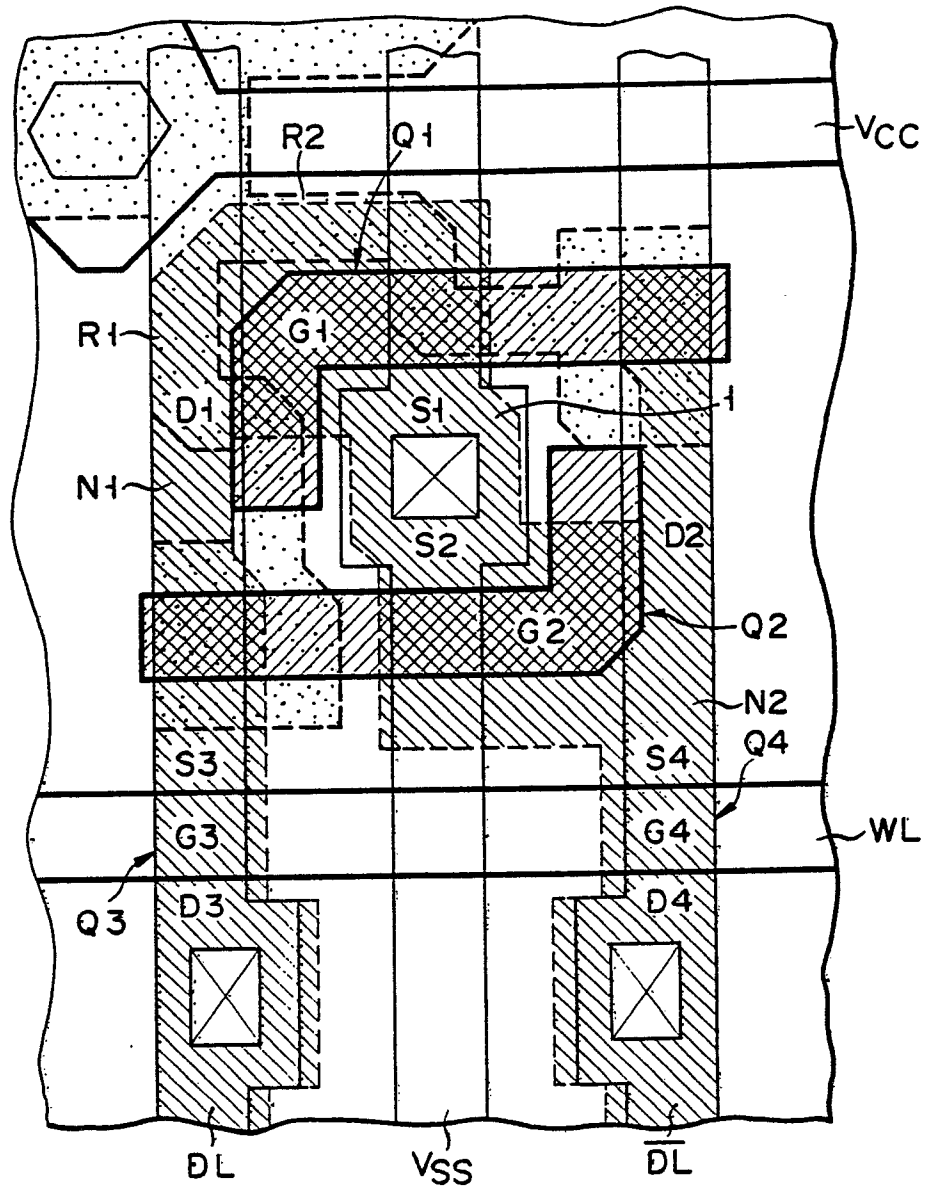 VCC
R2 Q1
R1 G1
D1 S1 1
N1
S2 D2
G2 Q2
N2
S3 S4 Q4
G3 G4 WL
Q3 D3 D4
DL VSS D̅L̅